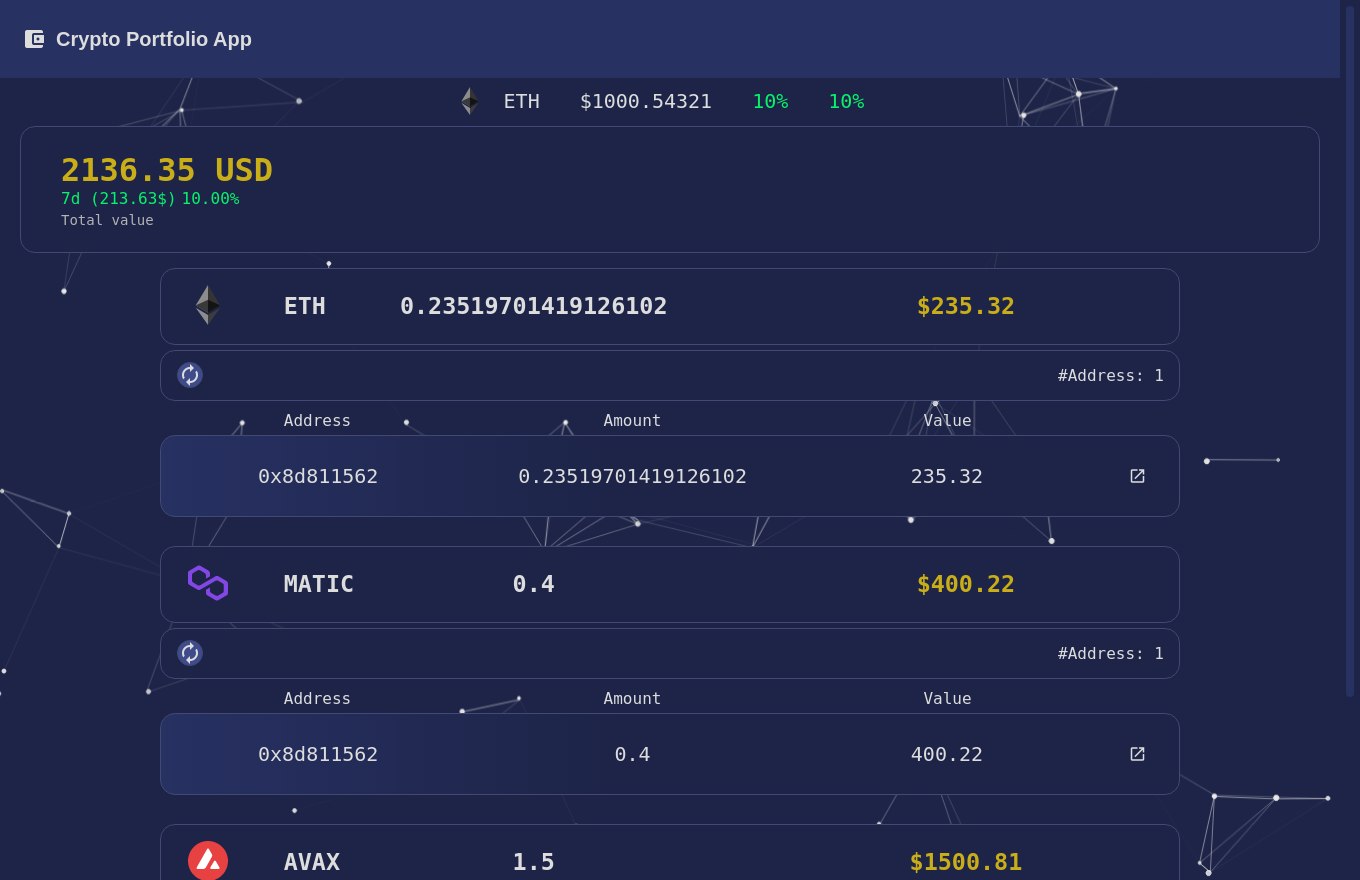 Crypto Portfolio App
ETH $1000.54321 10% 10%
2136.35 USD
7d (213.63$) 10.00%
Total value
ETH 0.23519701419126102 $235.32
#Address: 1
Address Amount Value
0x8d811562 0.23519701419126102 235.32
MATIC 0.4 $400.22
#Address: 1
Address Amount Value
0x8d811562 0.4 400.22
AVAX 1.5 $1500.81